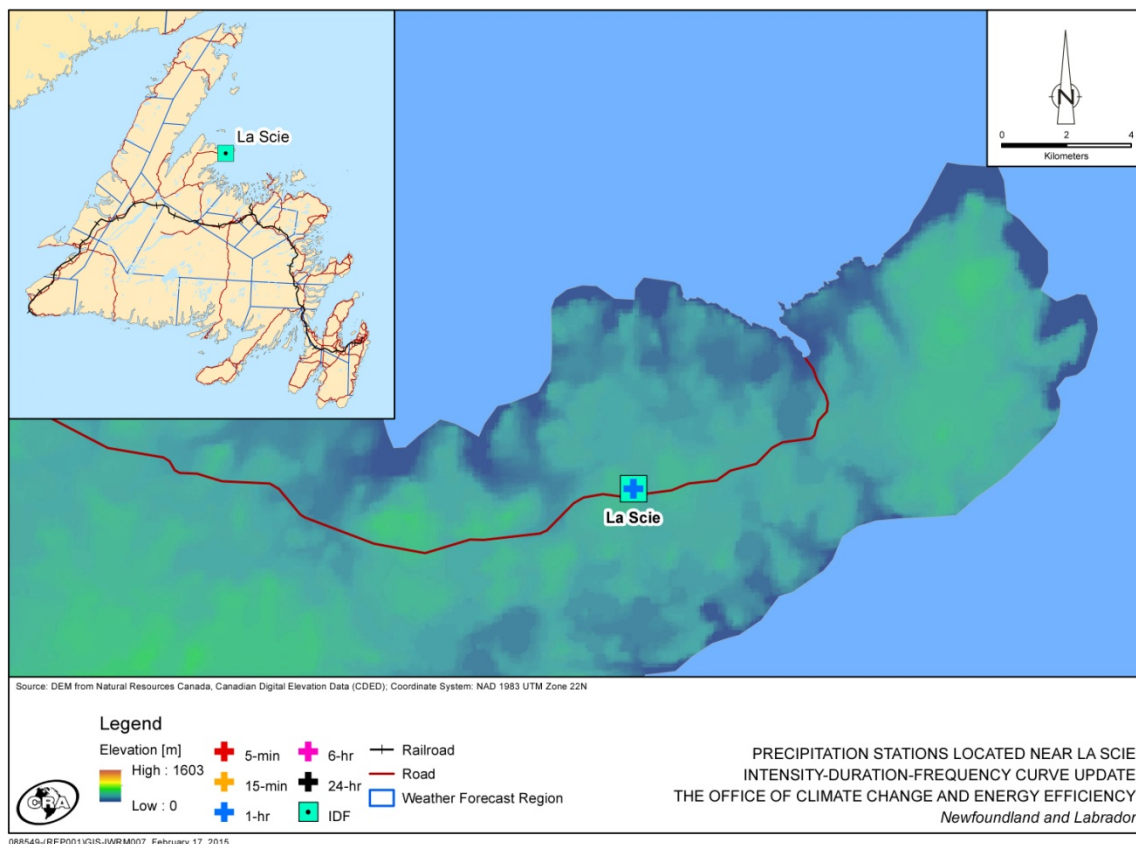 La Scie
N
0 2 4
Kilometers
La Scie
Source: DEM from Natural Resources Canada, Canadian Digital Elevation Data (CDED); Coordinate System: NAD 1983 UTM Zone 22N
Legend
Elevation [m]
High : 1603
Low : 0
5-min
15-min
1-hr
6-hr
24-hr
IDF
Railroad
Road
Weather Forecast Region
CRA
PRECIPITATION STATIONS LOCATED NEAR LA SCIE
INTENSITY-DURATION-FREQUENCY CURVE UPDATE
THE OFFICE OF CLIMATE CHANGE AND ENERGY EFFICIENCY
Newfoundland and Labrador
088549-(REP001)GIS-IWRM007 February 17, 2015